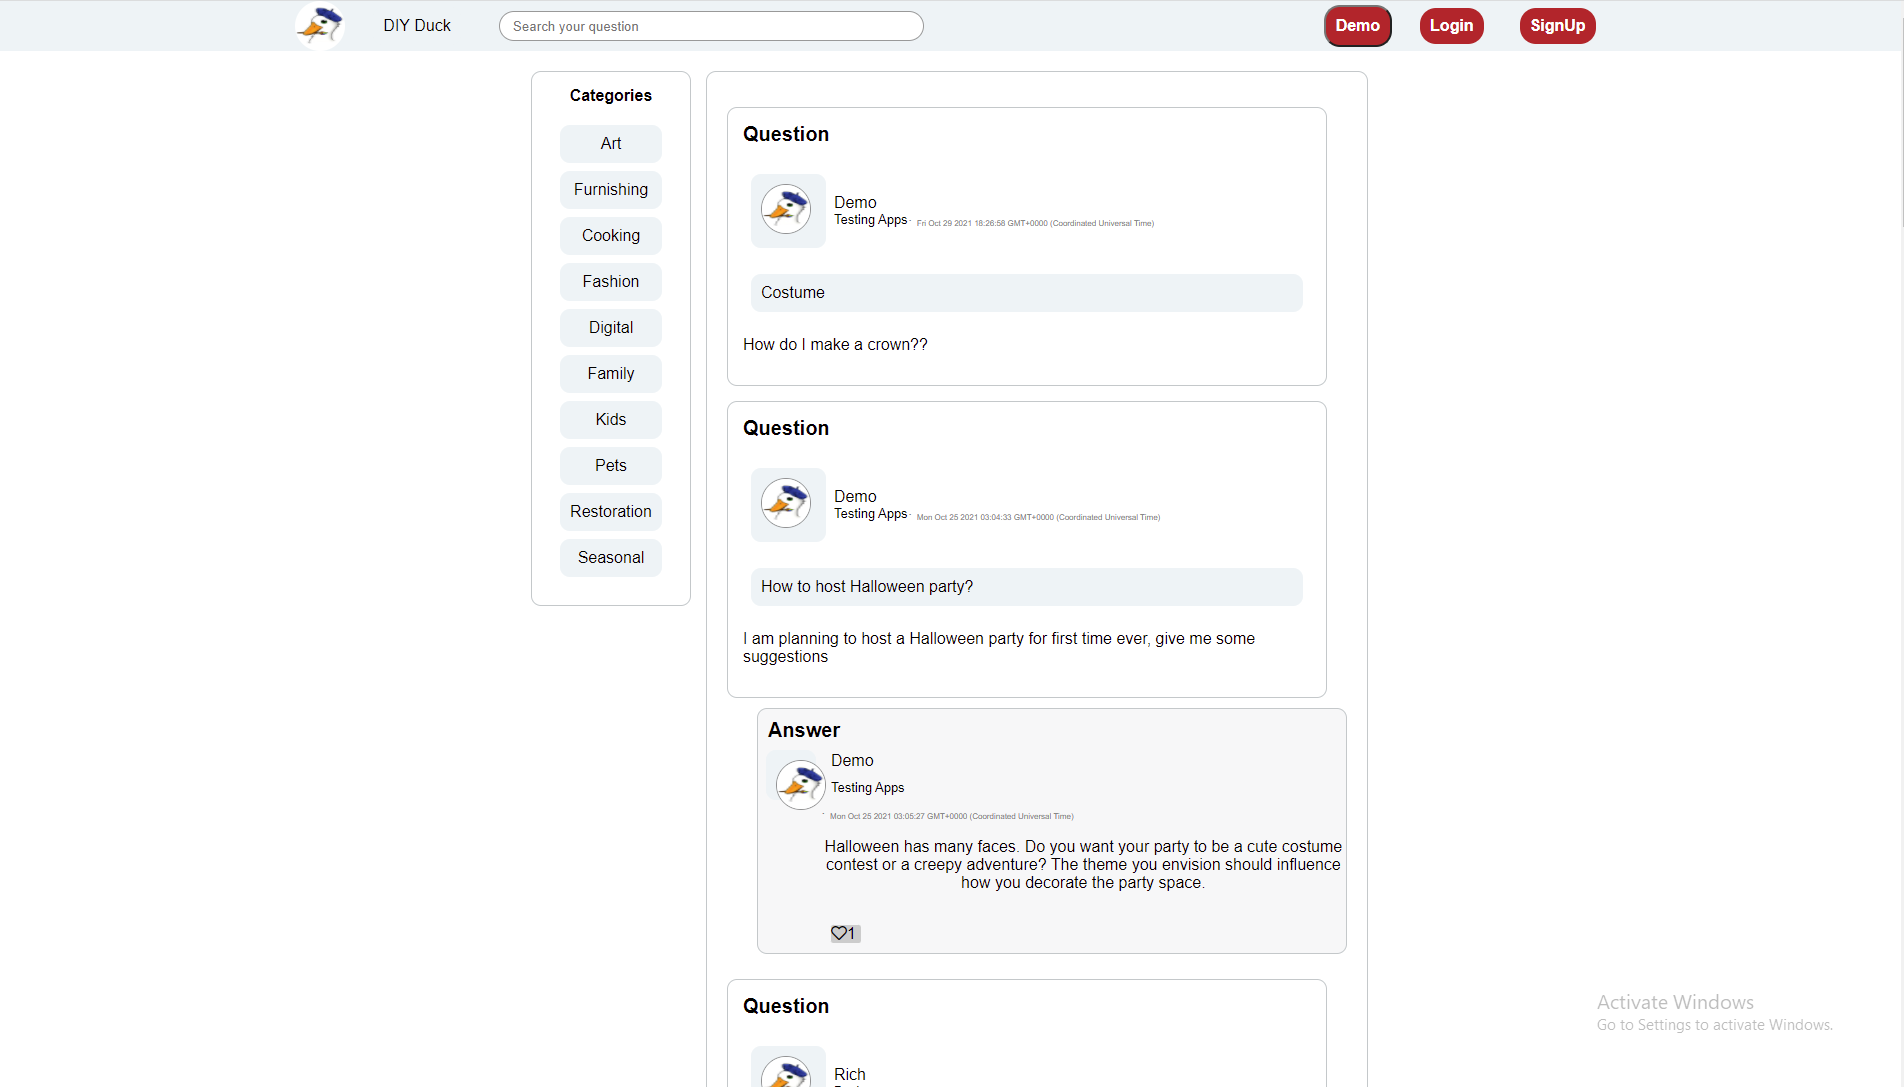 DIY Duck
Search your question
Demo
Login
SignUp
Categories
Art
Furnishing
Cooking
Fashion
Digital
Family
Kids
Pets
Restoration
Seasonal
Question
Demo
Testing Apps · Fri Oct 29 2021 18:26:58 GMT+0000 (Coordinated Universal Time)
Costume
How do I make a crown??
Question
Demo
Testing Apps · Mon Oct 25 2021 03:04:33 GMT+0000 (Coordinated Universal Time)
How to host Halloween party?
I am planning to host a Halloween party for first time ever, give me some
suggestions
Answer
Demo
Testing Apps
· Mon Oct 25 2021 03:05:27 GMT+0000 (Coordinated Universal Time)
Halloween has many faces. Do you want your party to be a cute costume
contest or a creepy adventure? The theme you envision should influence
how you decorate the party space.
1
Question
Rich
Activate Windows
Go to Settings to activate Windows.